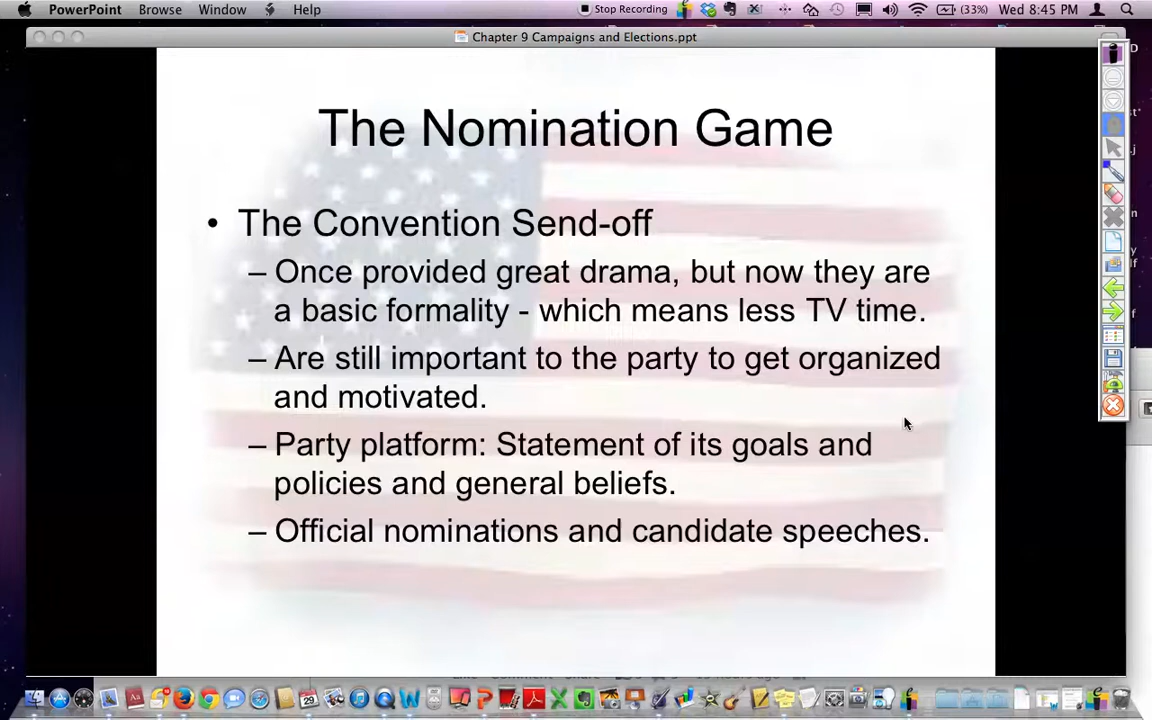 PowerPoint Browse Window Help Stop Recording (33%) Wed 8:45 PM
Chapter 9 Campaigns and Elections.ppt
The Nomination Game
• The Convention Send-off
– Once provided great drama, but now they are
a basic formality - which means less TV time.
– Are still important to the party to get organized
and motivated.
– Party platform: Statement of its goals and
policies and general beliefs.
– Official nominations and candidate speeches.